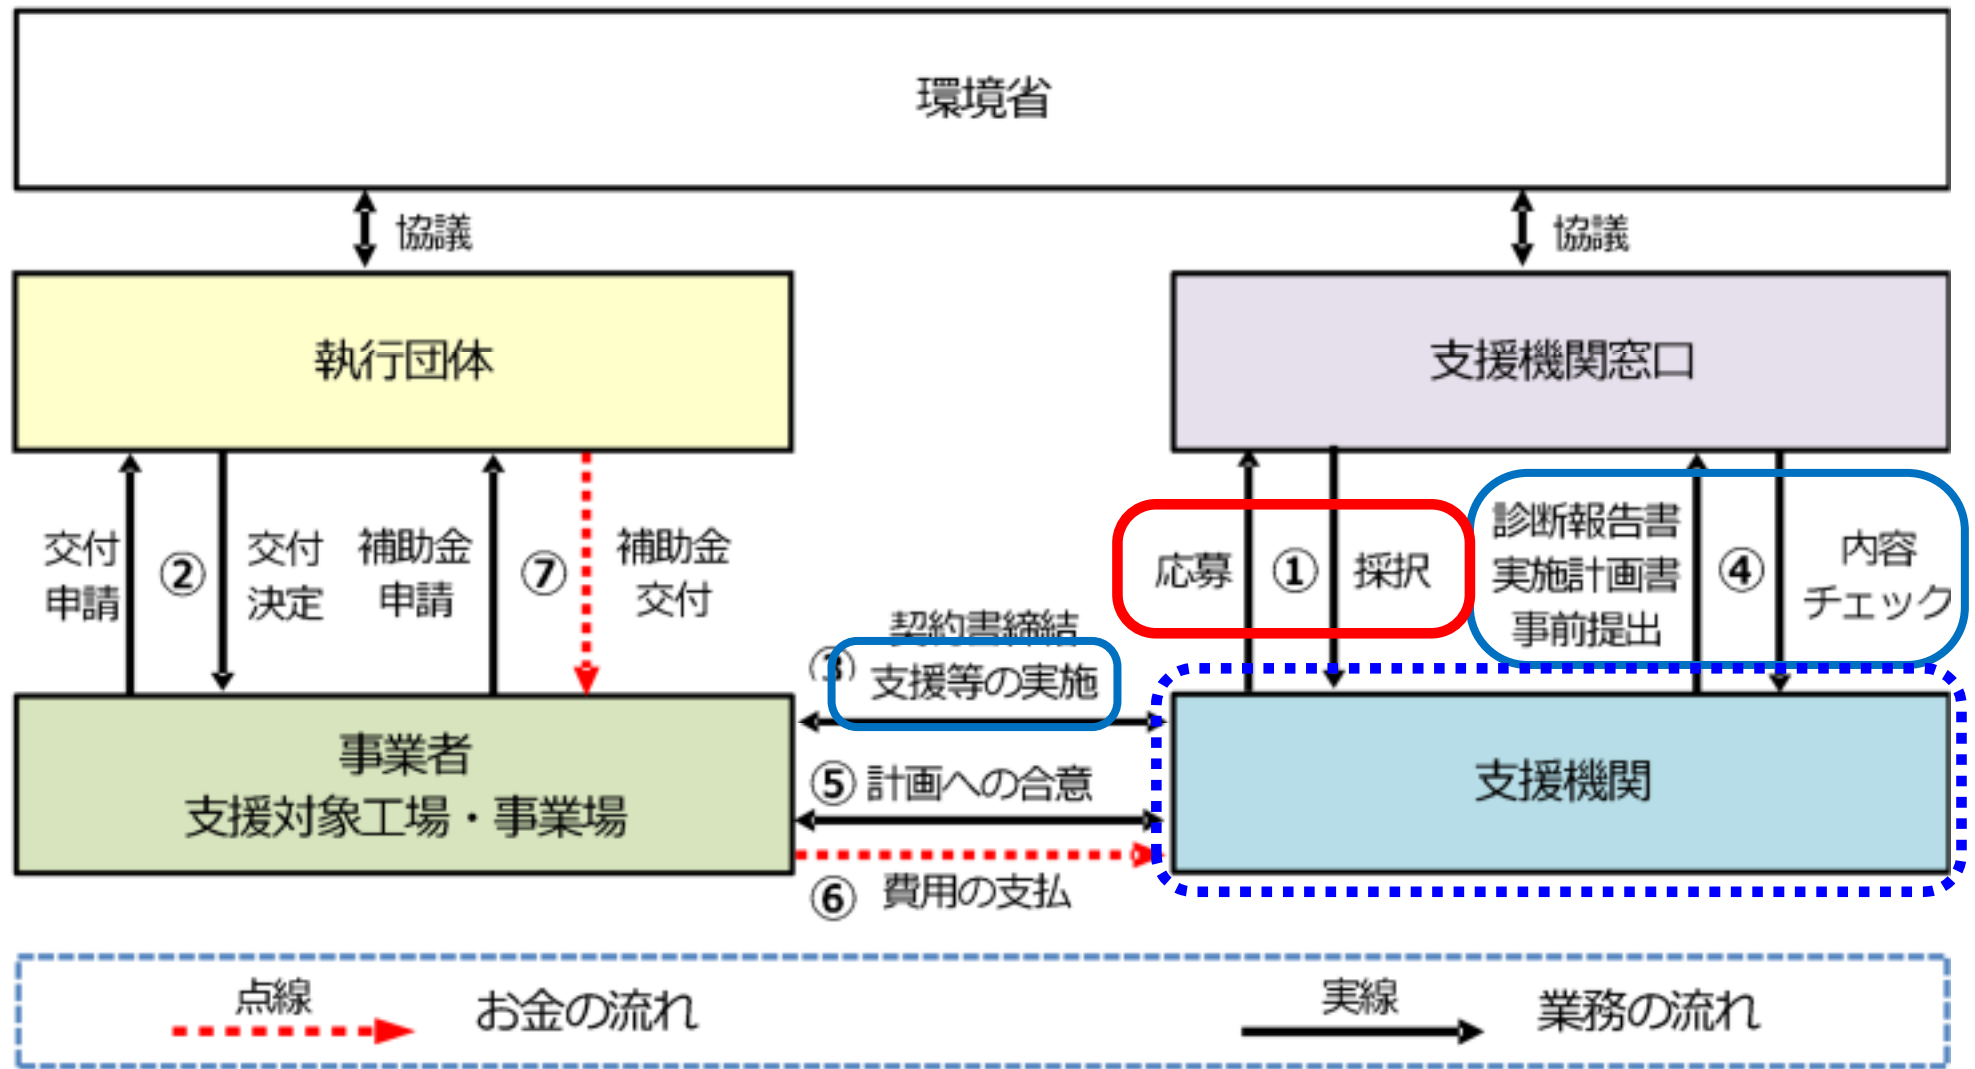 環境省
協議
協議
執行団体
支援機関窓口
交付
申請
②
交付
決定
補助金
申請
⑦
補助金
交付
応募
①
採択
診断報告書
実施計画書
事前提出
④
内容
チェック
契約書締結
③
支援等の実施
事業者
支援対象工場・事業場
⑤
計画への合意
⑥
費用の支払
支援機関
点線
お金の流れ
実線
業務の流れ